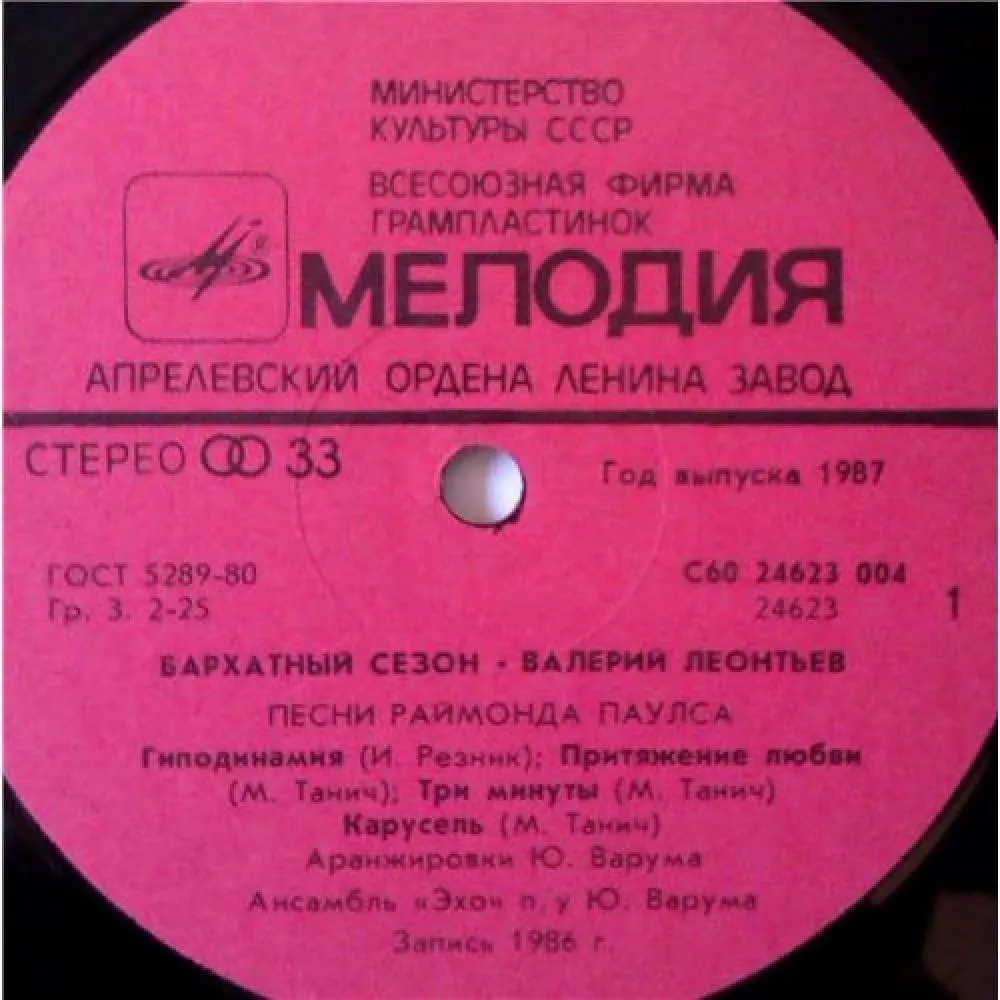 МИНИСТЕРСТВО
КУЛЬТУРЫ СССР
ВСЕСОЮЗНАЯ ФИРМА
ГРАМПЛАСТИНОК
МЕЛОДИЯ
АПРЕЛЕВСКИЙ ОРДЕНА ЛЕНИНА ЗАВОД
СТЕРЕО 33
Год выпуска 1987
ГОСТ 5289-80
Гр. 3. 2-25
С60 24623 004
24623
1
БАРХАТНЫЙ СЕЗОН · ВАЛЕРИЙ ЛЕОНТЬЕВ
ПЕСНИ РАЙМОНДА ПАУЛСА
Гиподинамия (И. Резник); Притяжение любви
(М. Танич); Три минуты (М. Танич)
Карусель (М. Танич)
Аранжировки Ю. Варума
Ансамбль «Эхо» п/у Ю. Варума
Запись 1986 г.